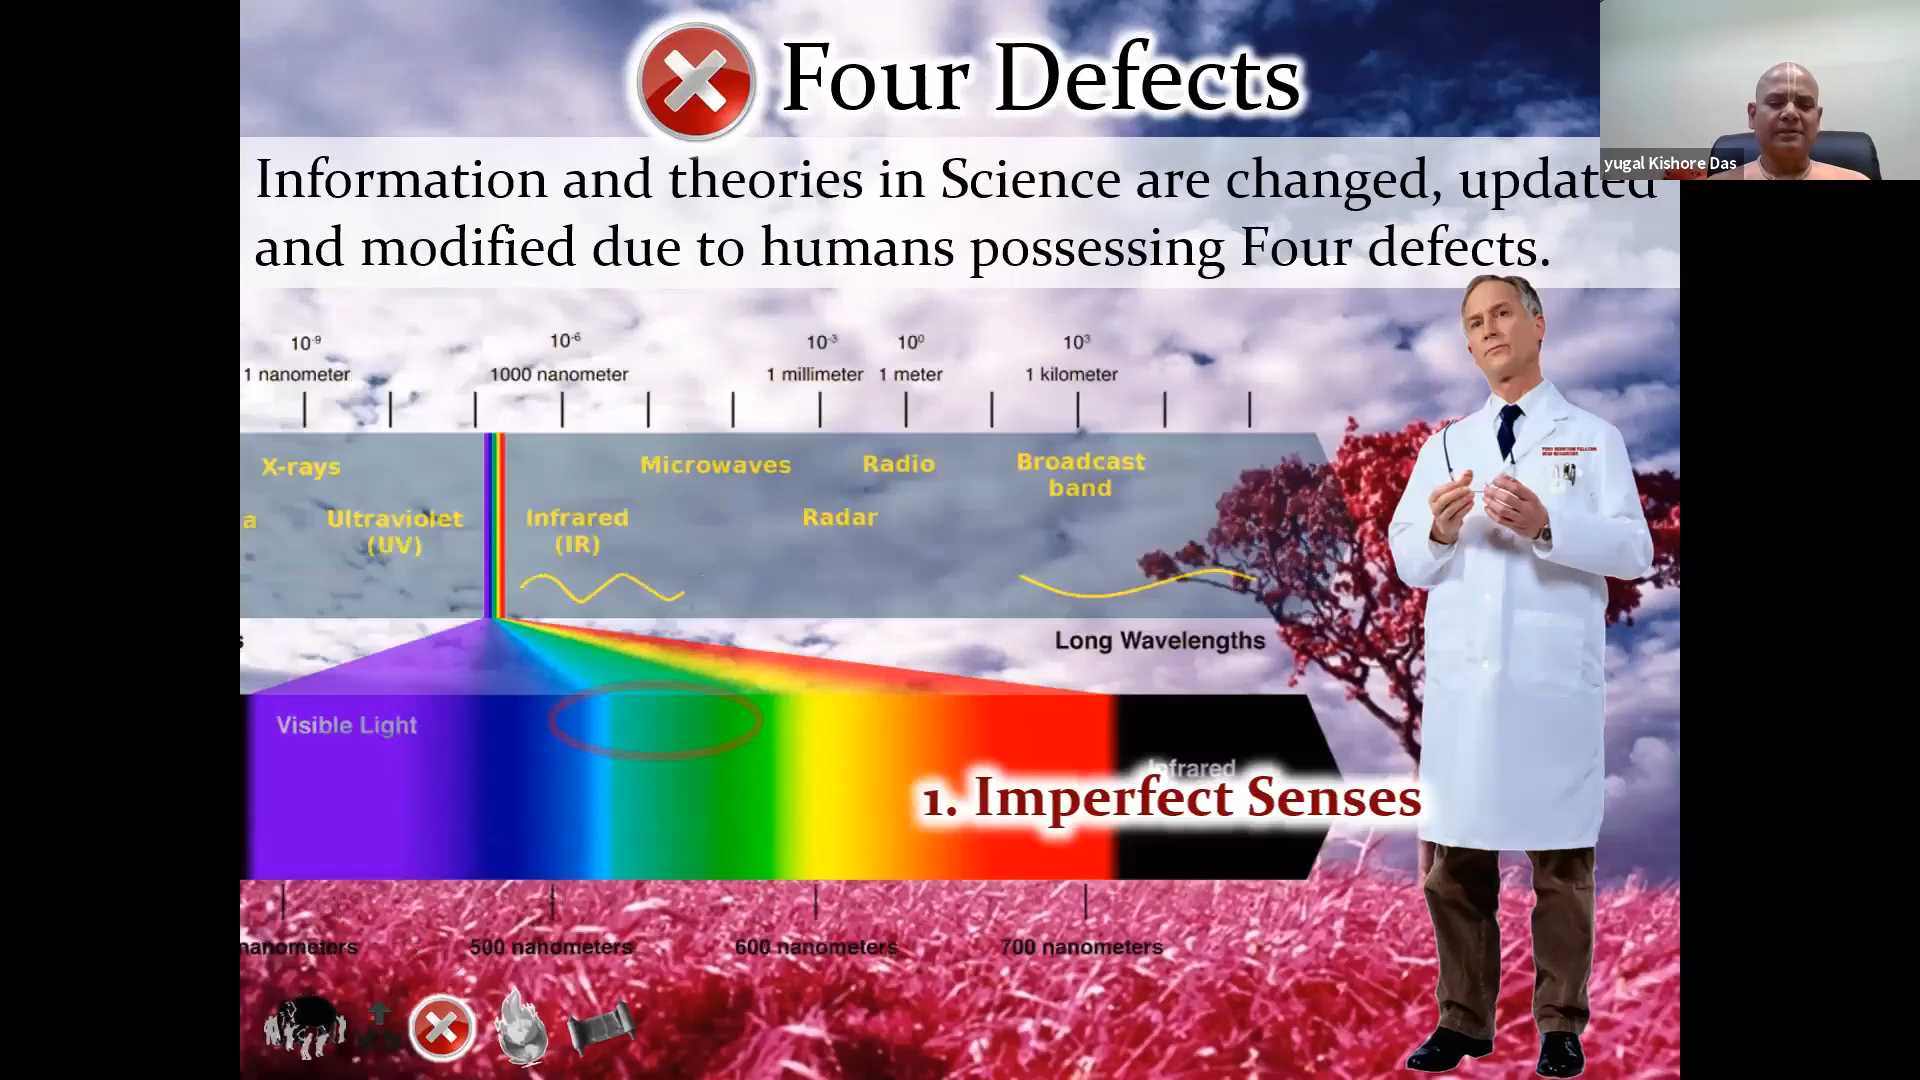 Four Defects
yugal Kishore Das
Information and theories in Science are changed, updated
and modified due to humans possessing Four defects.
10-9 10-6 10-3 10⁰ 10³
1 nanometer 1000 nanometer 1 millimeter 1 meter 1 kilometer
X-rays Microwaves Radio Broadcast
band
a Ultraviolet Infrared Radar
(UV) (IR)
s Long Wavelengths
Visible Light
Infrared
1. Imperfect Senses
nanometers 500 nanometers 600 nanometers 700 nanometers